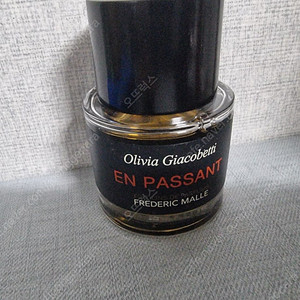 Olivia Giacobetti
EN PASSANT
FREDERIC MALLE